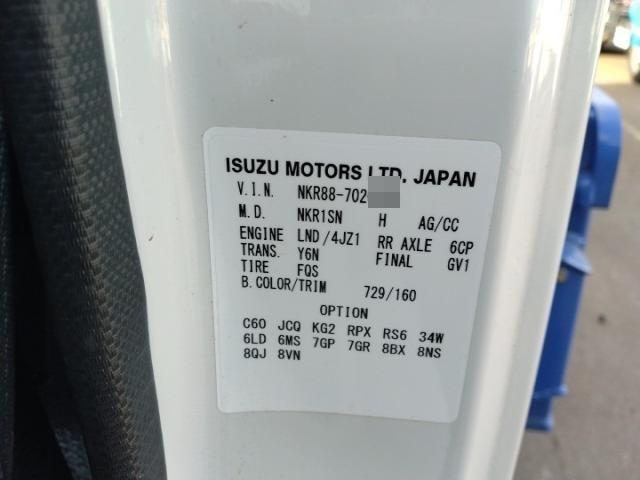 ISUZU MOTORS LTD. JAPAN
V.I.N. NKR88-702
M.D. NKR1SN H AG/CC
ENGINE LND/4JZ1 RR AXLE 6CP
TRANS. Y6N FINAL GV1
TIRE FQS
B.COLOR/TRIM 729/160
OPTION
C60 JCQ KG2 RPX RS6 34W
6LD 6MS 7GP 7GR 8BX 8NS
8QJ 8VN